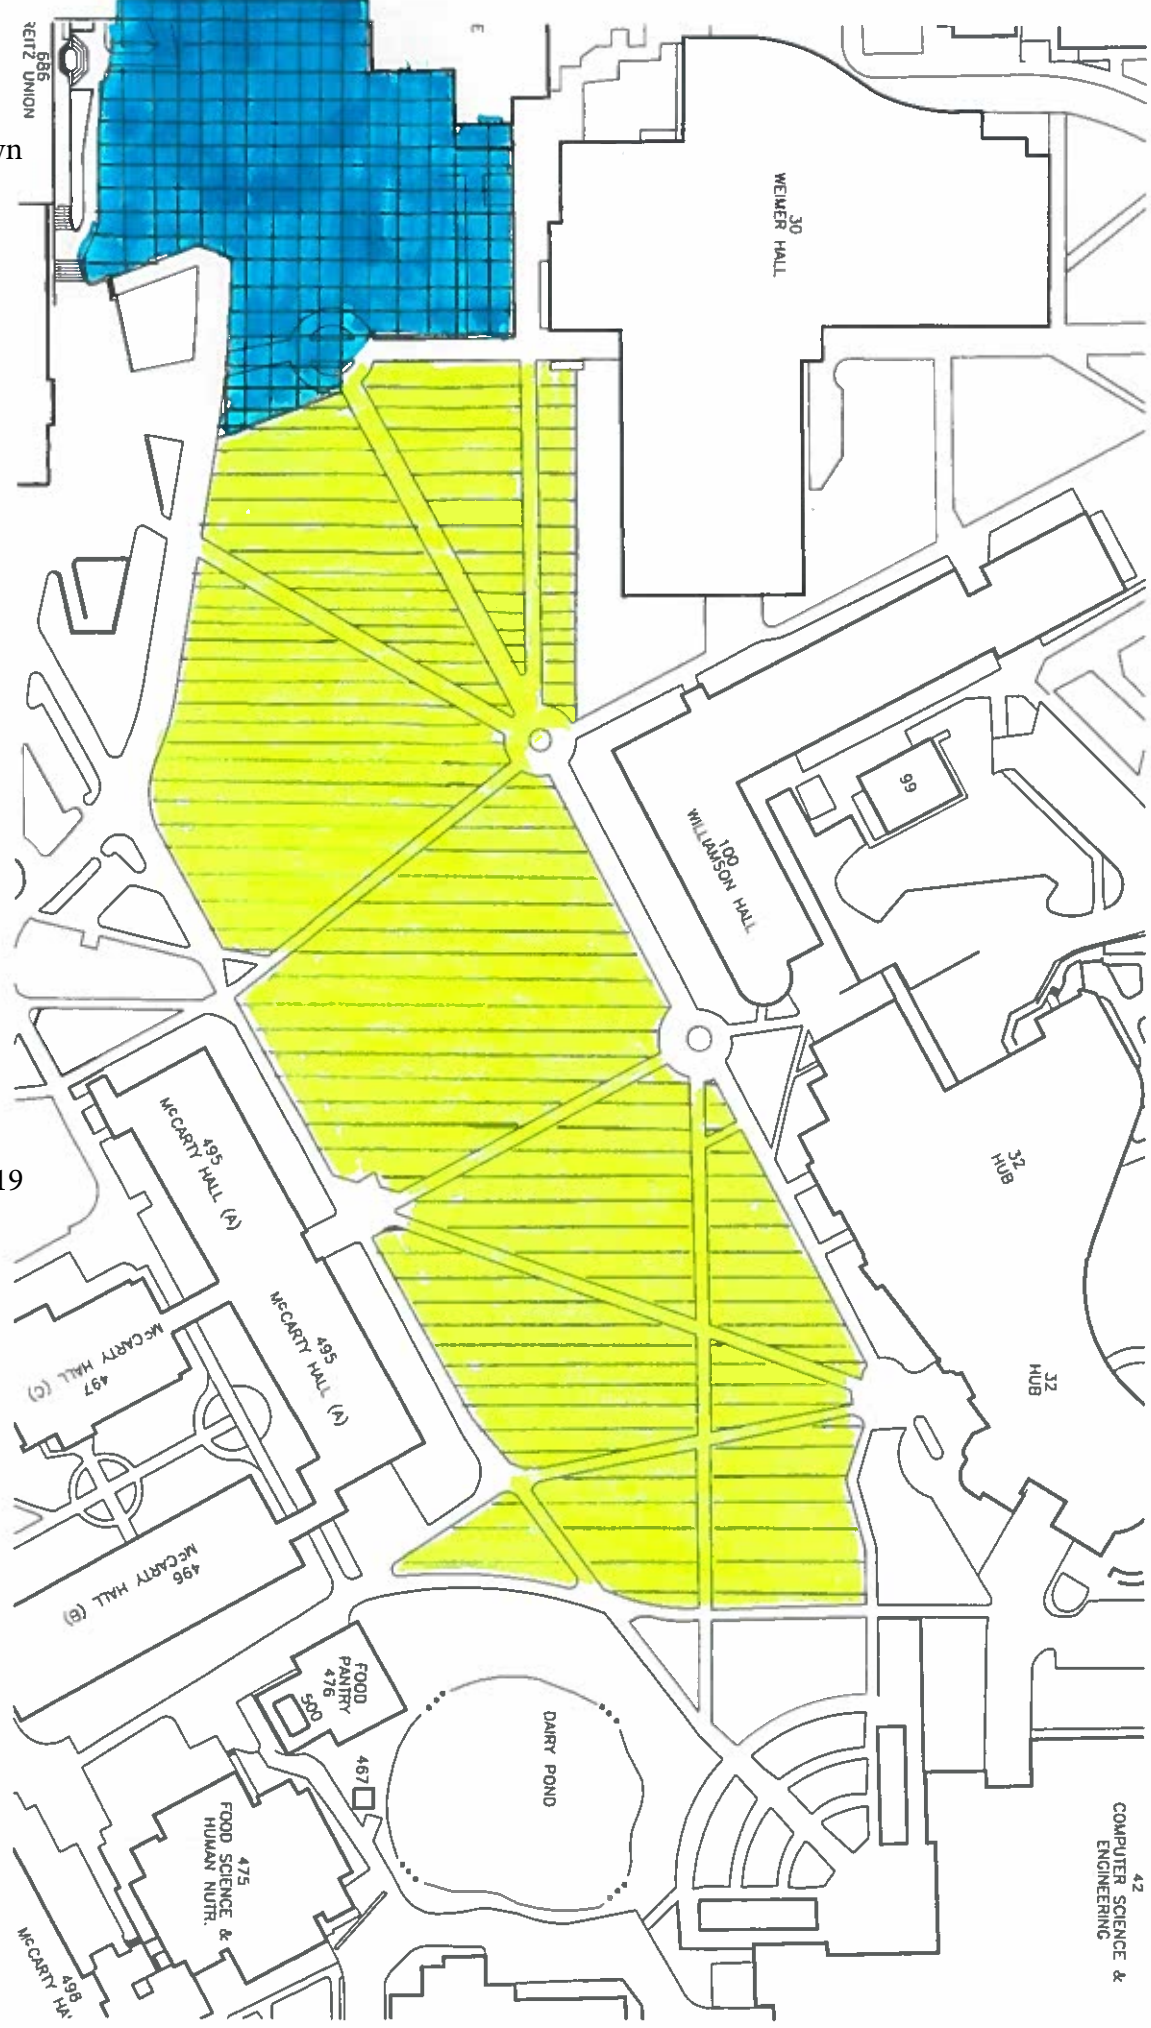 686
REITZ UNION
E
wn
30
WEIMER HALL
99
100
WILLIAMSON HALL
32
HUB
19
495
McCARTY HALL (A)
495
McCARTY HALL (A)
32
HUB
McCARTY HALL (C)
497
McCARTY HALL (B)
496
FOOD
PANTRY
476
500
467
DAIRY POND
475
FOOD SCIENCE &
HUMAN NUTR.
42
COMPUTER SCIENCE &
ENGINEERING
498
McCARTY HA